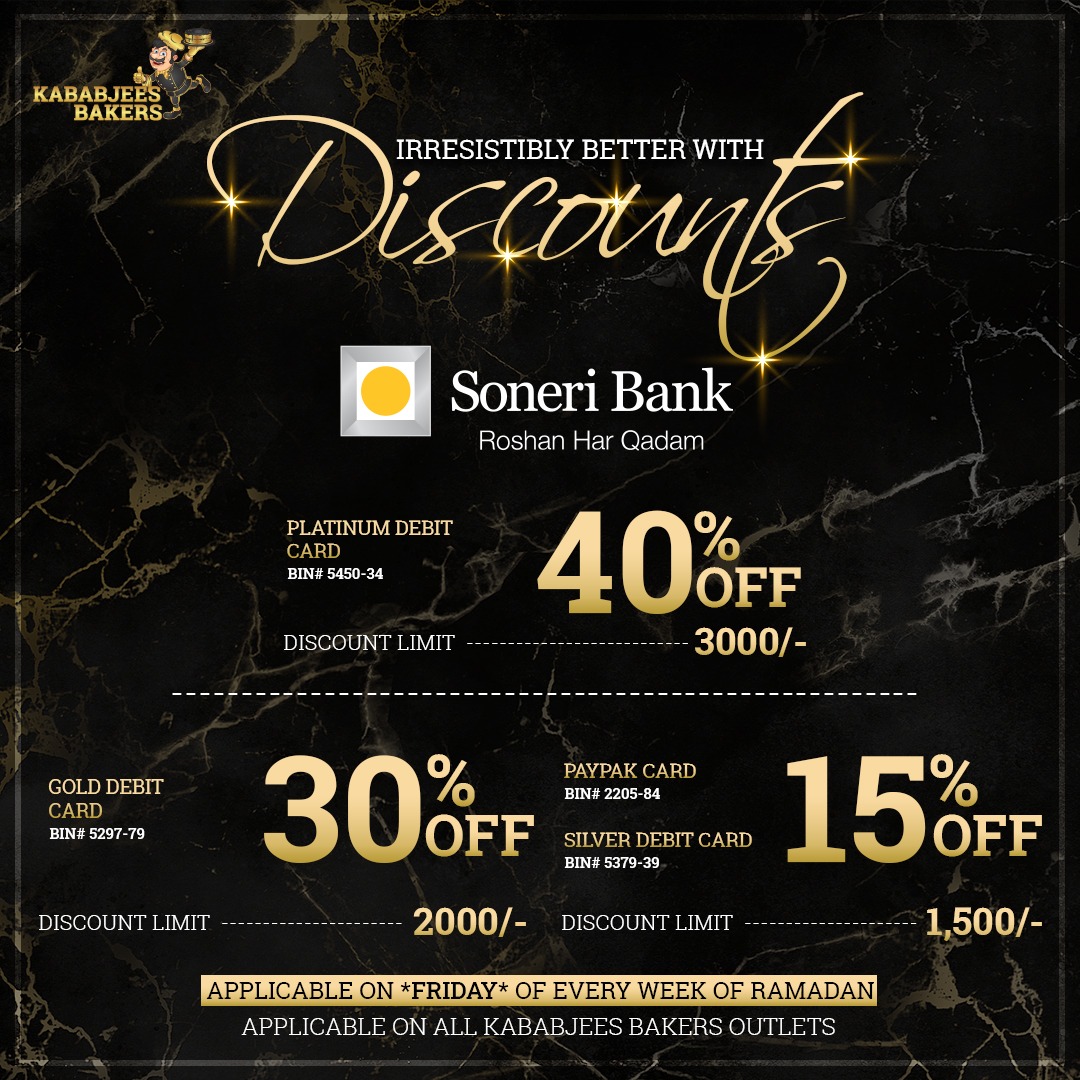 KABABJEES
BAKERS
IRRESISTIBLY BETTER WITH
Discounts
Soneri Bank
Roshan Har Qadam
PLATINUM DEBIT
CARD
BIN# 5450-34
40% OFF
DISCOUNT LIMIT 3000/-
GOLD DEBIT
CARD
BIN# 5297-79
30% OFF
DISCOUNT LIMIT 2000/-
PAYPAK CARD
BIN# 2205-84
SILVER DEBIT CARD
BIN# 5379-39
15% OFF
DISCOUNT LIMIT 1,500/-
APPLICABLE ON *FRIDAY* OF EVERY WEEK OF RAMADAN
APPLICABLE ON ALL KABABJEES BAKERS OUTLETS